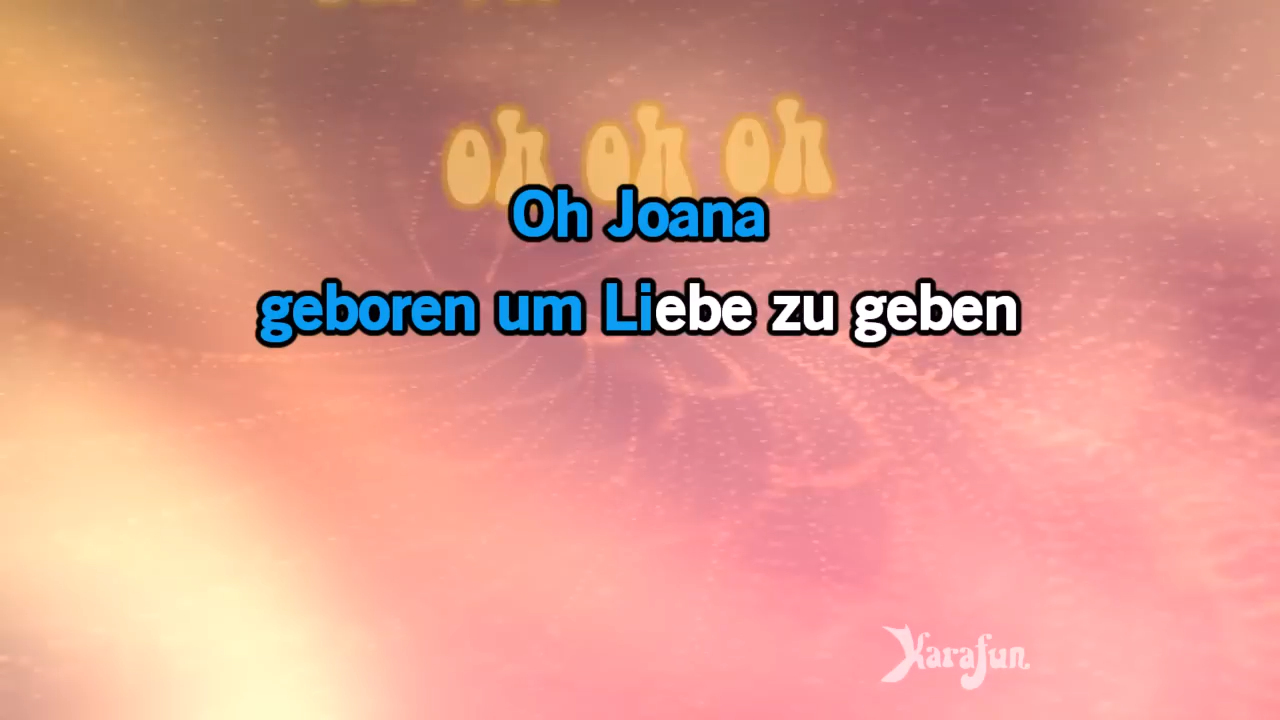 oh oh oh
Oh Joana
geboren um Liebe zu geben
Karafun